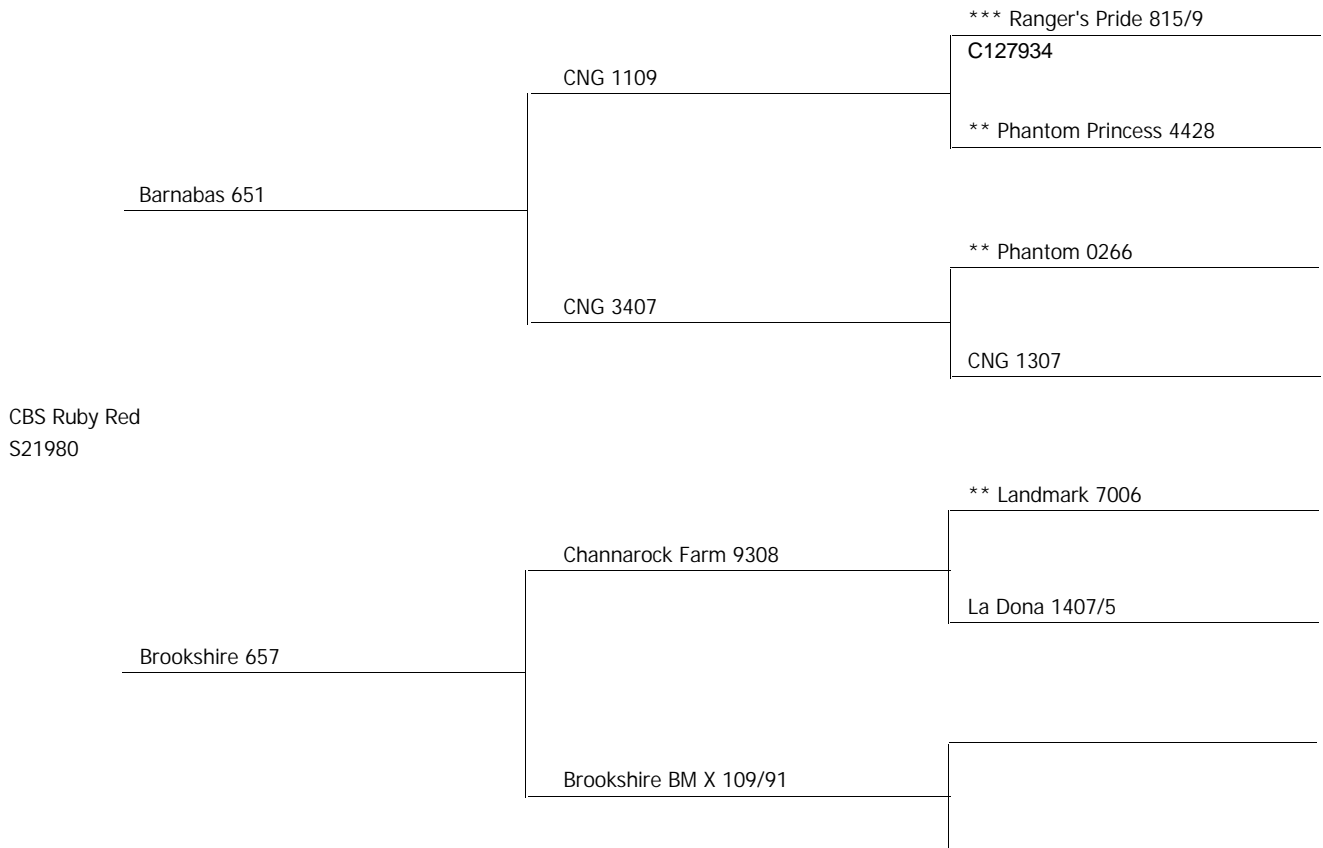 *** Ranger's Pride 815/9
C127934
CNG 1109
** Phantom Princess 4428
Barnabas 651
** Phantom 0266
CNG 3407
CNG 1307
CBS Ruby Red
S21980
** Landmark 7006
Channarock Farm 9308
La Dona 1407/5
Brookshire 657
Brookshire BM X 109/91